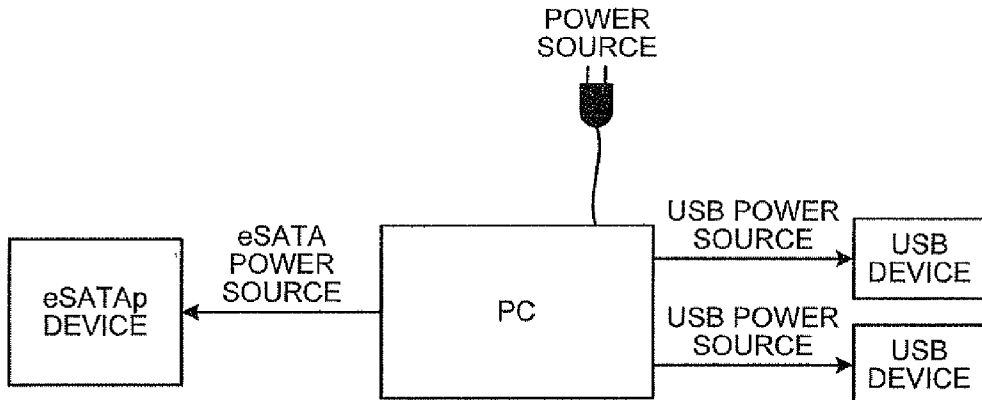 POWER
SOURCE
eSATAp
DEVICE
eSATA
POWER
SOURCE
PC
USB POWER
SOURCE
USB
DEVICE
USB POWER
SOURCE
USB
DEVICE